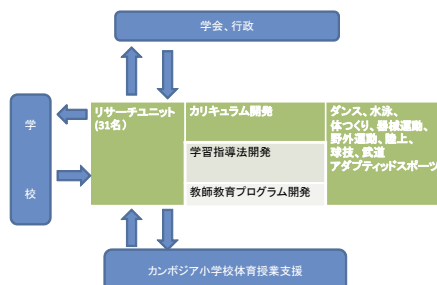 学会、行政
学
校
リサーチユニット
(31名)
カリキュラム開発
学習指導法開発
教師教育プログラム開発
ダンス、水泳、
体つくり、器械運動、
野外運動、陸上、
球技、武道
アダプティッドスポーツ
カンボジア小学校体育授業支援